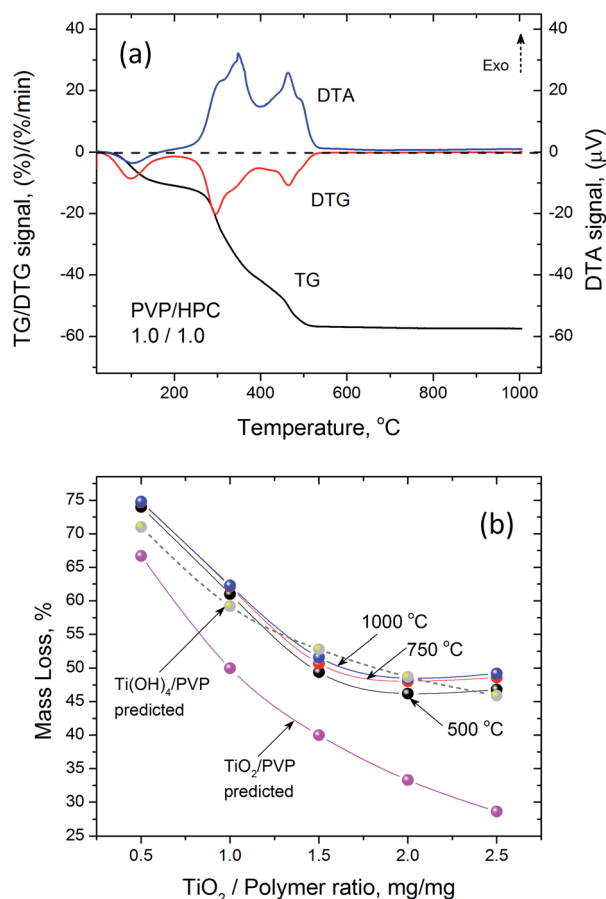 (a)
Exo
DTA
DTG
TG
PVP/HPC
1.0 / 1.0
TG/DTG signal, (%)/(%/min)
40
20
0
-20
-40
-60
DTA signal, (μV)
40
20
0
-20
-40
-60
200
400
600
800
1000
Temperature, °C
(b)
Mass Loss, %
75
70
65
60
55
50
45
40
35
30
25
1000 °C
750 °C
500 °C
Ti(OH)₄/PVP
predicted
TiO₂/PVP
predicted
0.5
1.0
1.5
2.0
2.5
TiO₂ / Polymer ratio, mg/mg